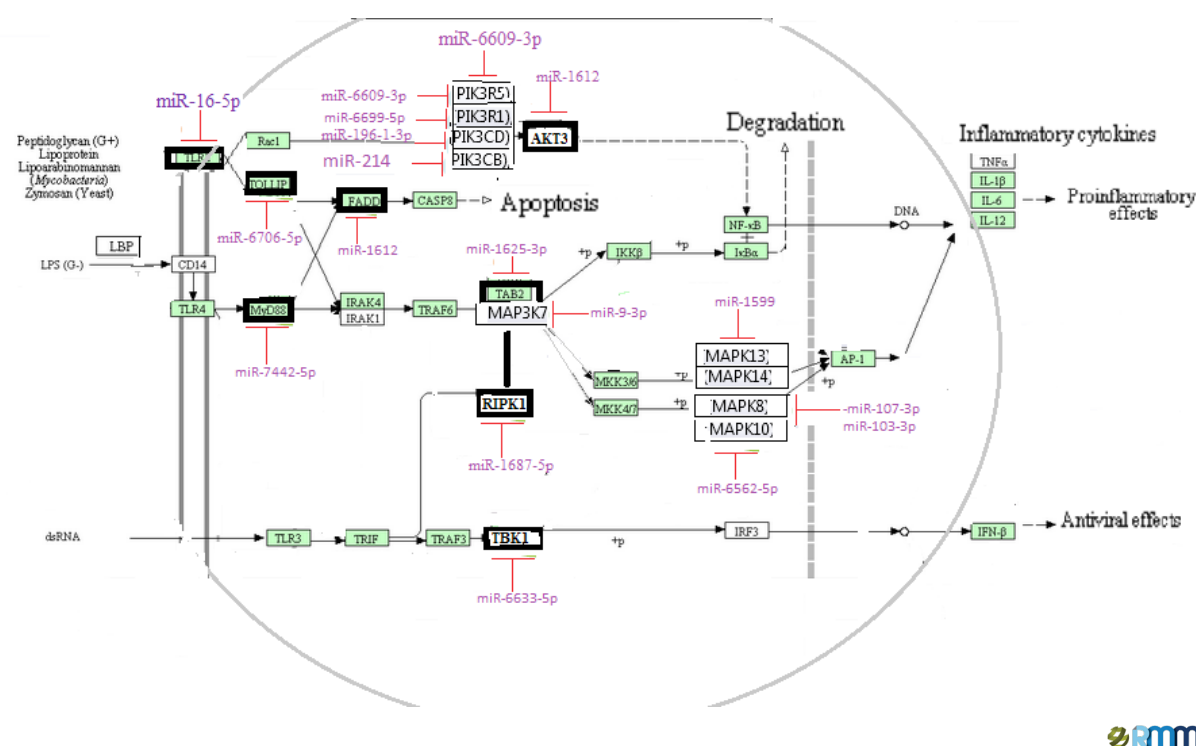 miR-6609-3p
miR-1612
miR-16-5p
miR-6609-3p
PIK3R5)
miR-6699-5p
PIK3R1)
Degradation
Inflammatory cytokines
Peptidoglycan (G+)
Lipoprotein
Lipoarabinomannan
(Mycobacteria)
Zymosan (Yeast)
Rac1
miR-196-1-3p
PIK3CD)
AKT3
miR-214
PIK3CB)
TNFα
IL-1β
IL-6
IL-12
Proinflammatory
effects
TOLLIP
FADD
CASP8
Apoptosis
NF-κB
DNA
miR-6706-5p
miR-1612
miR-1625-3p
LBP
+p
IKKβ
+p
IκBα
LPS (G-)
CD14
TAB2
miR-1599
TLR4
MyD88
IRAK4
IRAK1
TRAF6
MAP3K7
miR-9-3p
MAPK13)
AP-1
miR-7442-5p
MKK3/6
+p
MAPK14)
+p
RIPK1
MKK4/7
+p
MAPK8)
-miR-107-3p
MAPK10)
miR-103-3p
miR-1687-5p
miR-6562-5p
dsRNA
TLR3
TRIF
TRAF3
TBK1
+p
IRF3
IFN-β
Antiviral effects
miR-6633-5p